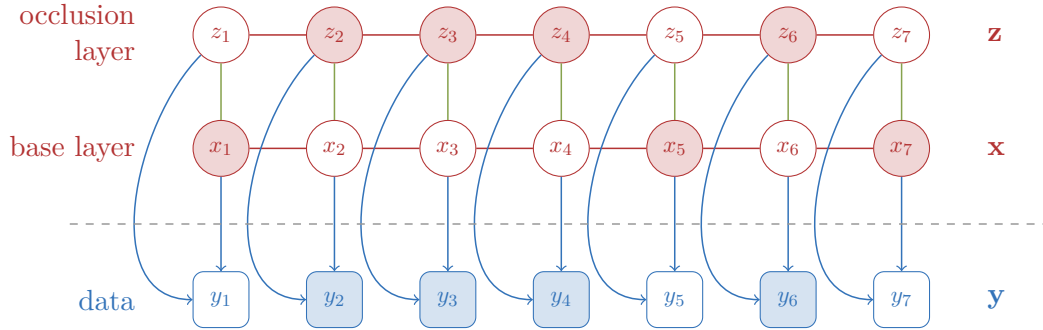 occlusion
layer
z₁ z₂ z₃ z₄ z₅ z₆ z₇ 𝐳
base layer x₁ x₂ x₃ x₄ x₅ x₆ x₇ 𝐱
data y₁ y₂ y₃ y₄ y₅ y₆ y₇ 𝐲